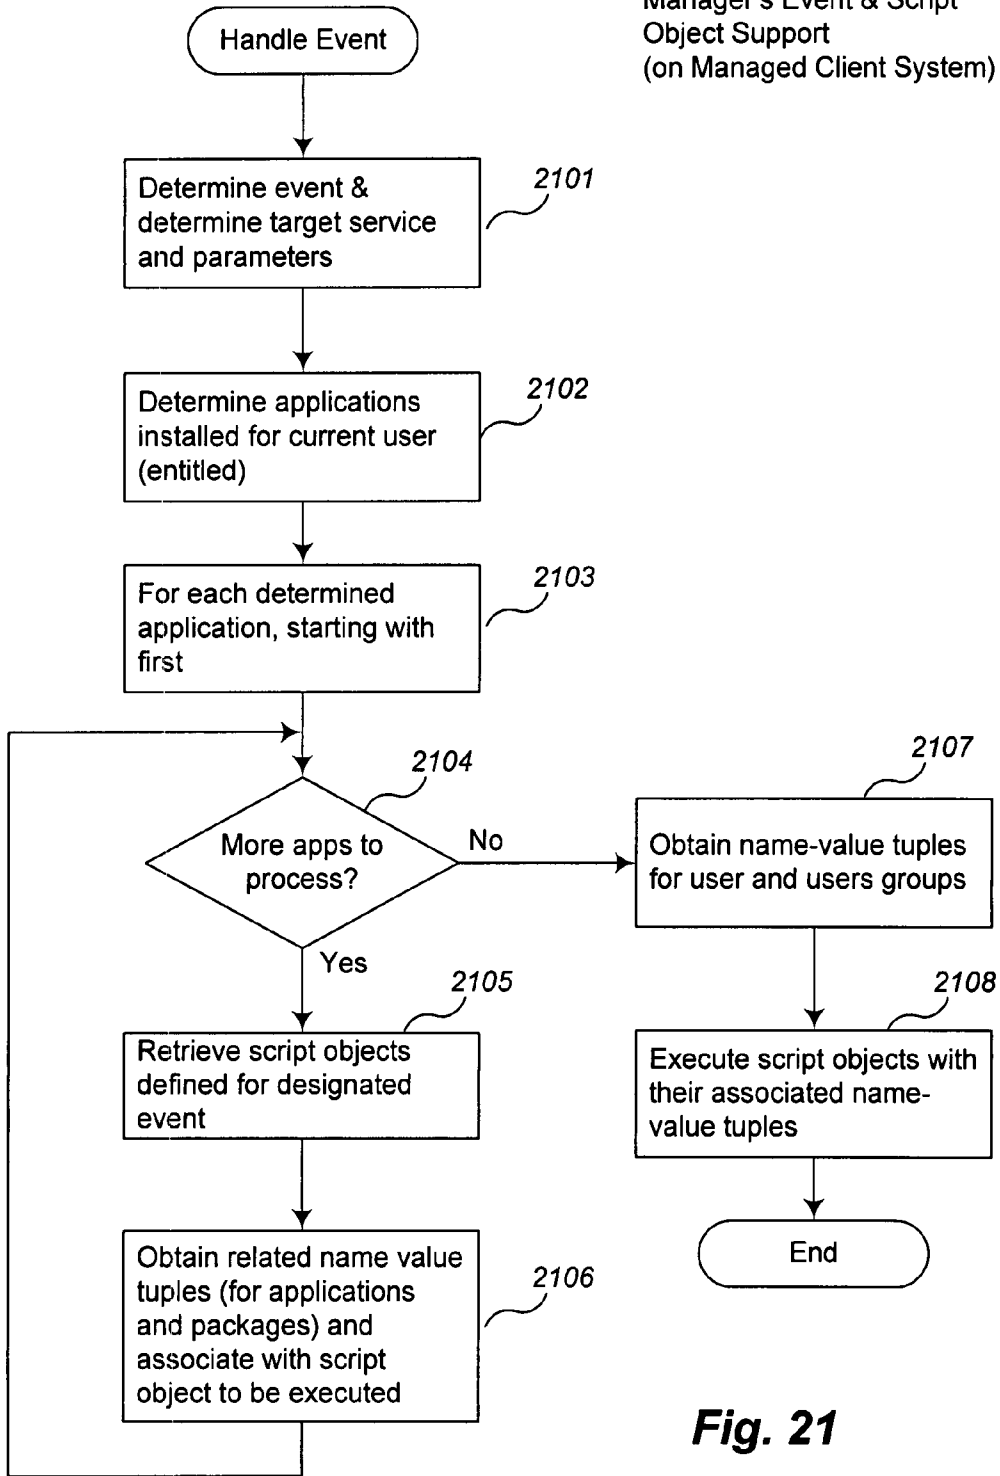 Manager's Event & Script
Object Support
(on Managed Client System)
Handle Event
2101
Determine event &
determine target service
and parameters
2102
Determine applications
installed for current user
(entitled)
2103
For each determined
application, starting with
first
2104
More apps to
process?
No
Yes
2107
Obtain name-value tuples
for user and users groups
2105
Retrieve script objects
defined for designated
event
2108
Execute script objects with
their associated name-
value tuples
2106
Obtain related name value
tuples (for applications
and packages) and
associate with script
object to be executed
End
Fig. 21